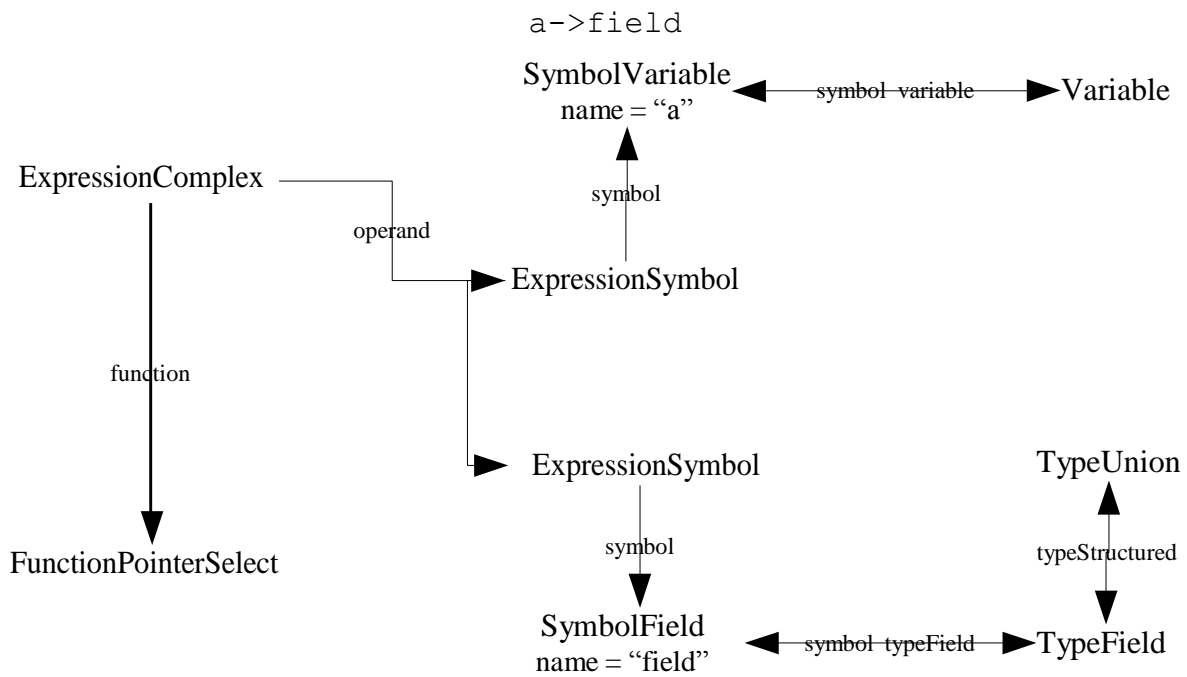 a->field
SymbolVariable
name = “a”
symbol variable
Variable
ExpressionComplex
symbol
operand
ExpressionSymbol
function
ExpressionSymbol
TypeUnion
symbol
typeStructured
FunctionPointerSelect
SymbolField
name = “field”
symbol typeField
TypeField